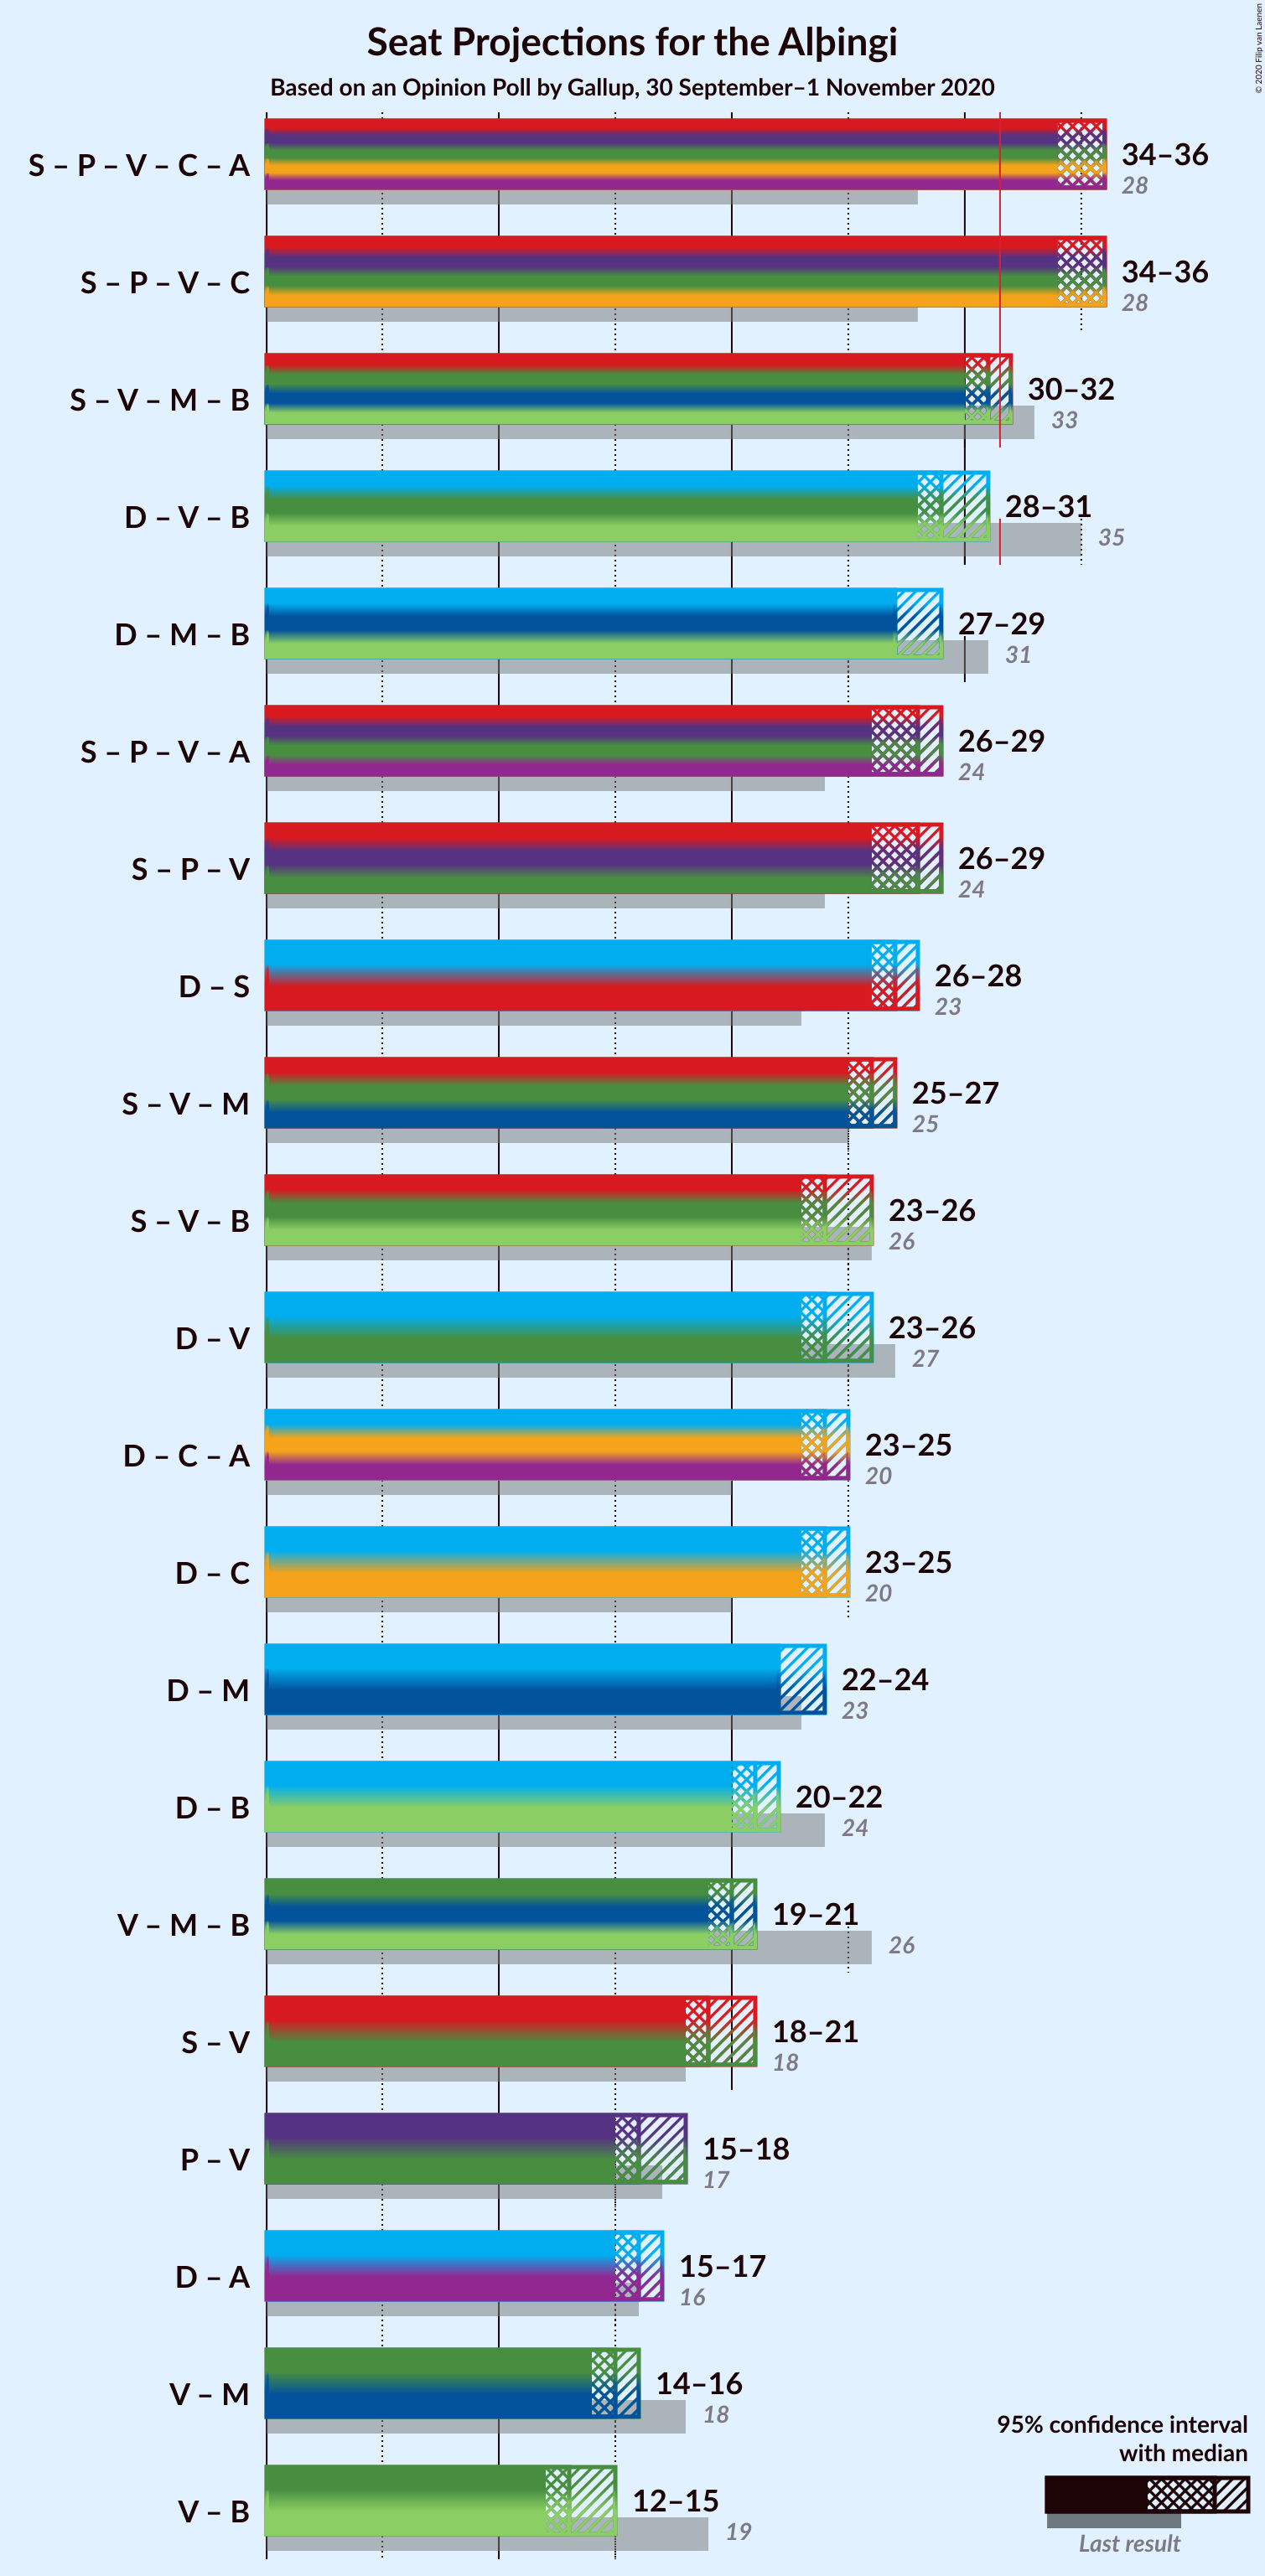 Seat Projections for the Alþingi
Based on an Opinion Poll by Gallup, 30 September–1 November 2020
© 2020 Filip van Laenen
S – P – V – C – A
34–36
28
S – P – V – C
34–36
28
S – V – M – B
30–32
33
D – V – B
28–31
35
D – M – B
27–29
31
S – P – V – A
26–29
24
S – P – V
26–29
24
D – S
26–28
23
S – V – M
25–27
25
S – V – B
23–26
26
D – V
23–26
27
D – C – A
23–25
20
D – C
23–25
20
D – M
22–24
23
D – B
20–22
24
V – M – B
19–21
26
S – V
18–21
18
P – V
15–18
17
D – A
15–17
16
V – M
14–16
18
V – B
12–15
19
95% confidence interval
with median
Last result